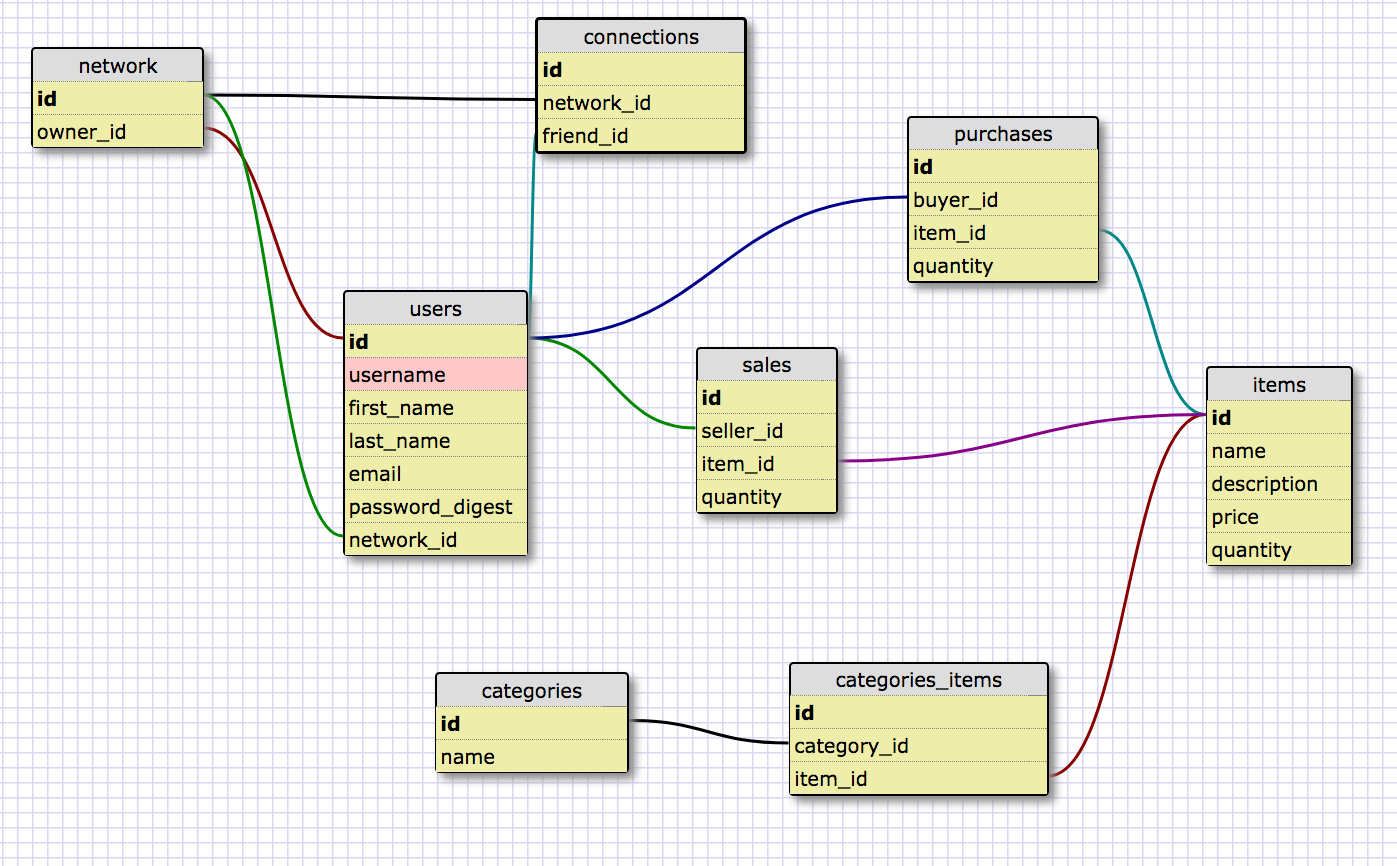 network
id
owner_id
connections
id
network_id
friend_id
purchases
id
buyer_id
item_id
quantity
users
id
username
first_name
last_name
email
password_digest
network_id
sales
id
seller_id
item_id
quantity
items
id
name
description
price
quantity
categories
id
name
categories_items
id
category_id
item_id